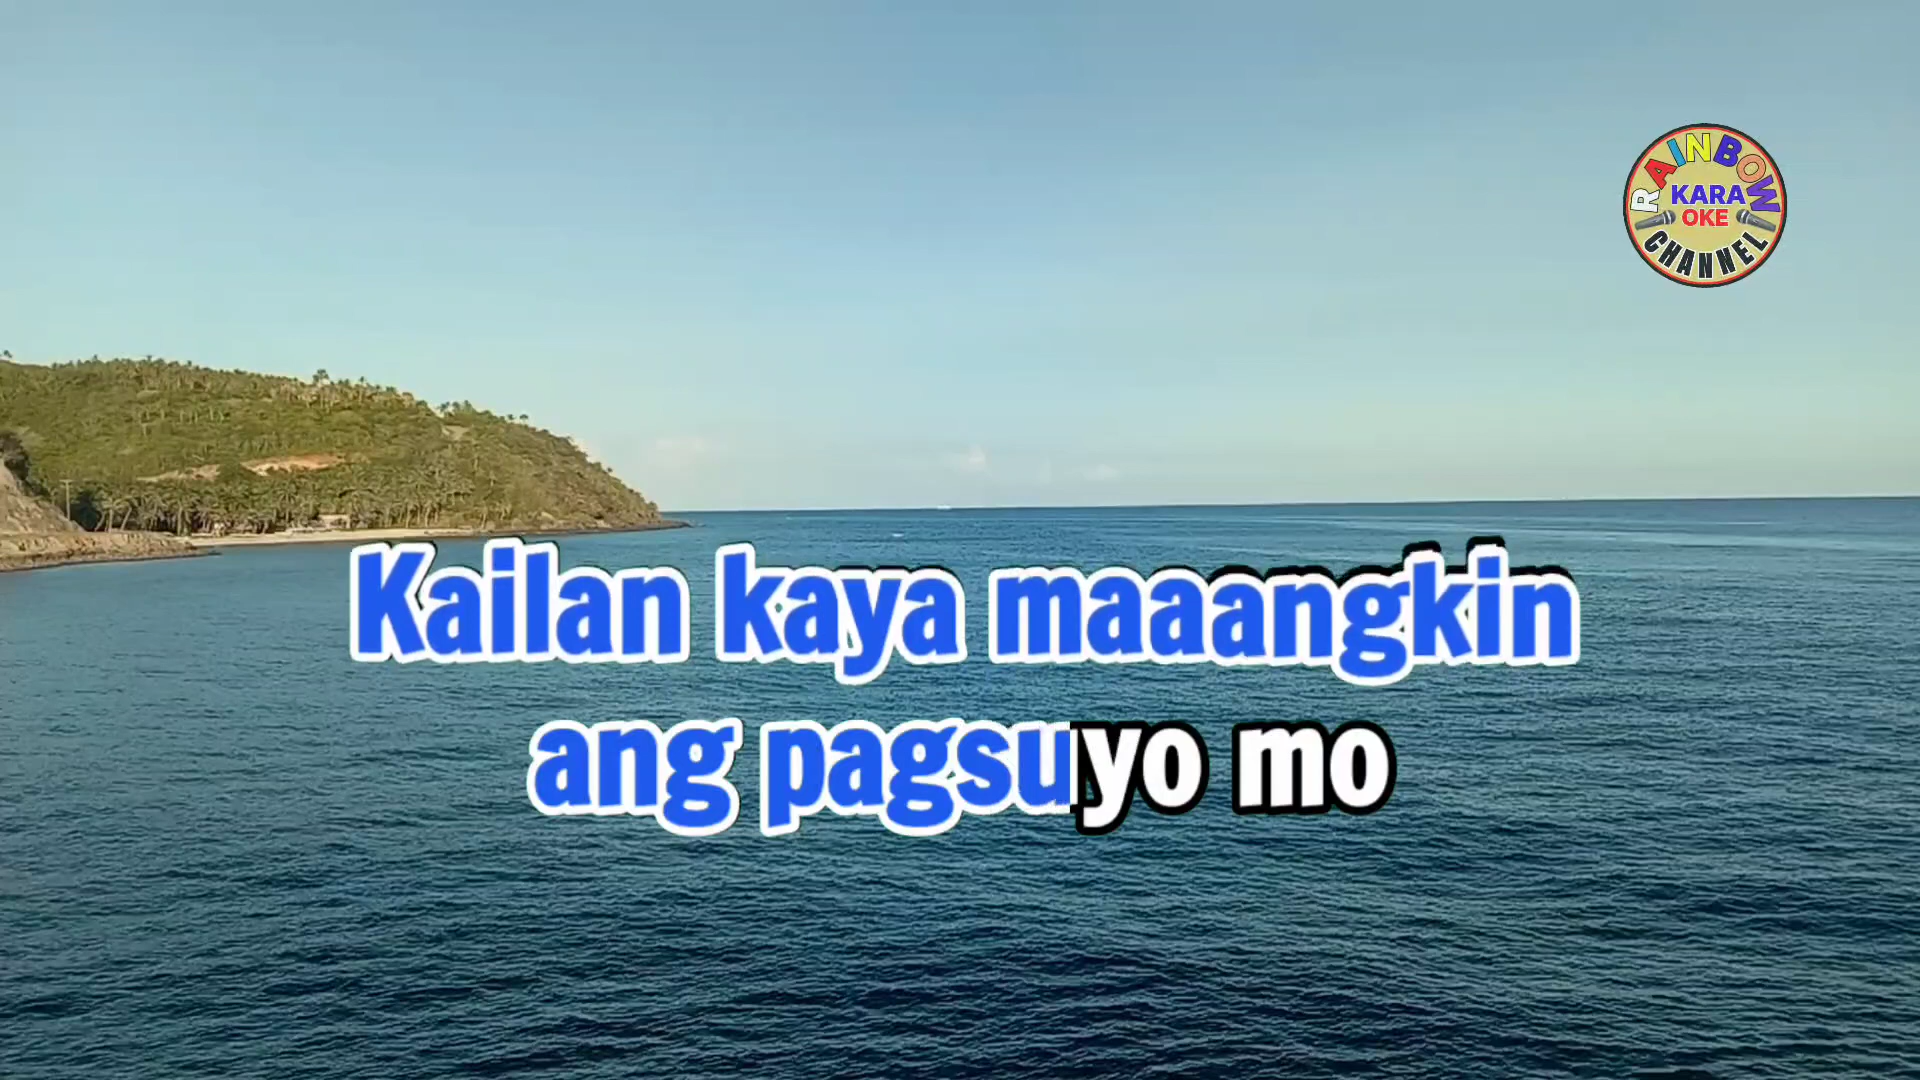 RAINBOW
KARA
OKE
CHANNEL
Kailan kaya maaangkin
ang pagsuyo mo